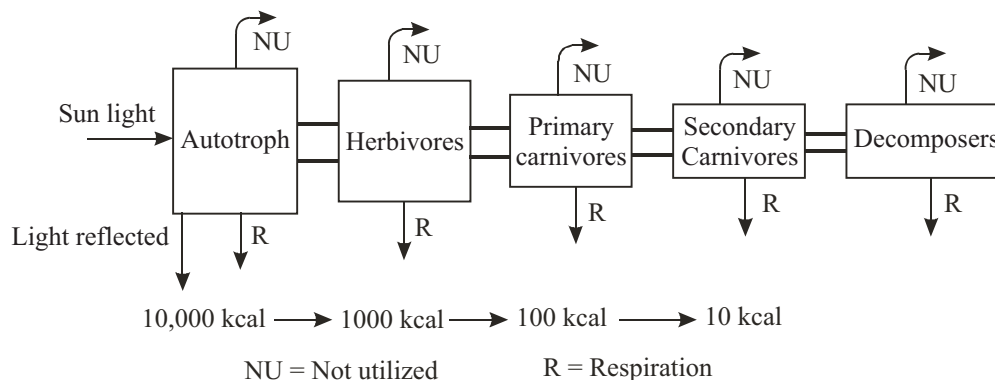 NU
NU
NU
NU
NU
Sun light
Autotroph
Herbivores
Primary
carnivores
Secondary
Carnivores
Decomposers
Light reflected
R
R
R
R
R
10,000 kcal
1000 kcal
100 kcal
10 kcal
NU = Not utilized
R = Respiration